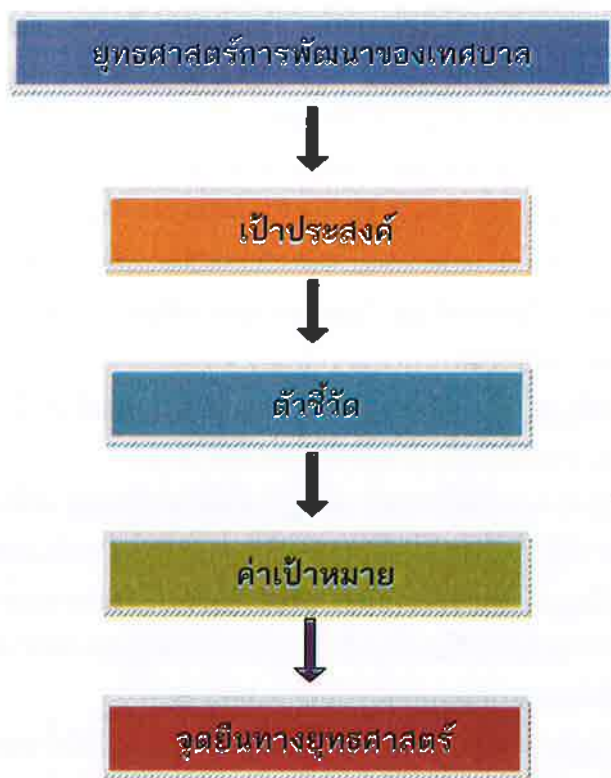 ยุทธศาสตร์การพัฒนาของเทศบาล
เป้าประสงค์
ตัวชี้วัด
ค่าเป้าหมาย
จุดยืนทางยุทธศาสตร์